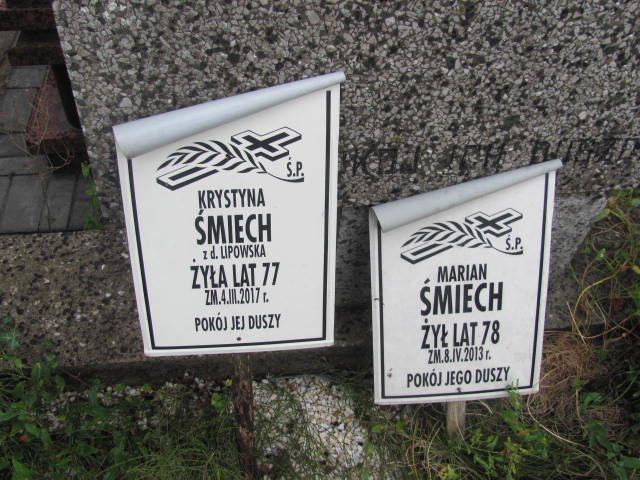 Ś.P.
KRYSTYNA
ŚMIECH
z d. LIPOWSKA
ŻYŁA LAT 77
ZM.4.III.2017 r.
POKÓJ JEJ DUSZY
Ś.P.
MARIAN
ŚMIECH
ŻYŁ LAT 78
ZM.8.IV.2013 r.
POKÓJ JEGO DUSZY